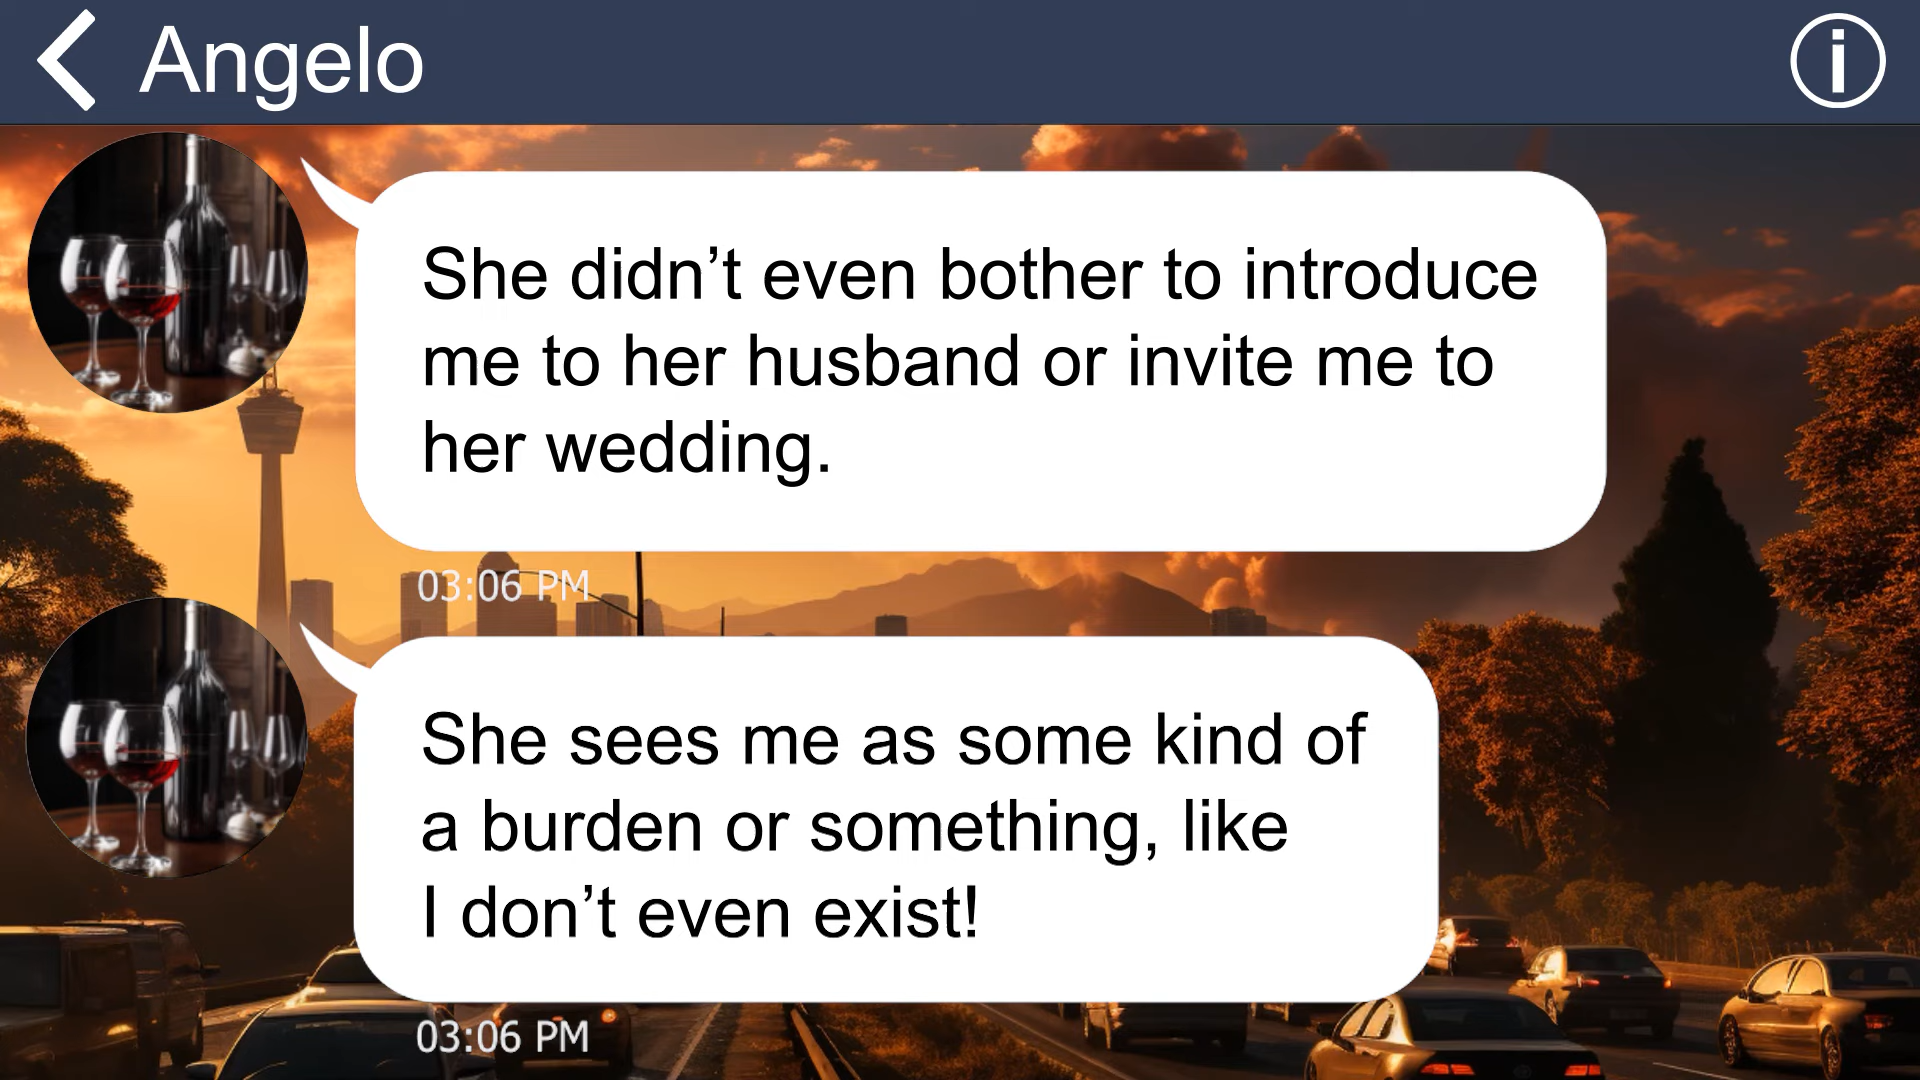 Angelo
She didn’t even bother to introduce
me to her husband or invite me to
her wedding.
03:06 PM
She sees me as some kind of
a burden or something, like
I don’t even exist!
03:06 PM